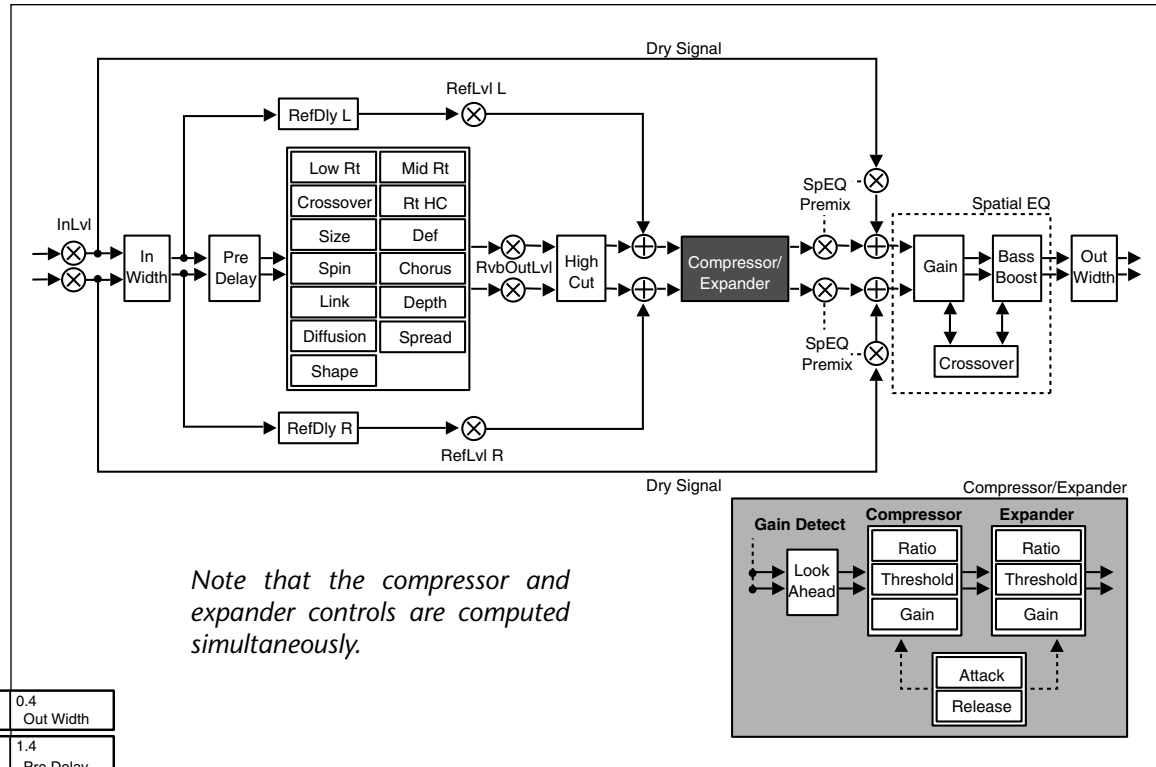 Dry Signal
RefLvl L
RefDly L
Low Rt
Mid Rt
Crossover
Rt HC
Size
Def
Spin
Chorus
Link
Depth
Diffusion
Spread
Shape
InLvl
In
Width
Pre
Delay
RvbOutLvl
High
Cut
Compressor/
Expander
SpEQ
Premix
SpEQ
Premix
Spatial EQ
Gain
Bass
Boost
Crossover
Out
Width
RefDly R
RefLvl R
Dry Signal
Compressor/Expander
Gain Detect
Compressor
Expander
Look
Ahead
Ratio
Threshold
Gain
Ratio
Threshold
Gain
Attack
Release
Note that the compressor and
expander controls are computed
simultaneously.
0.4
Out Width
1.4
Pre Delay